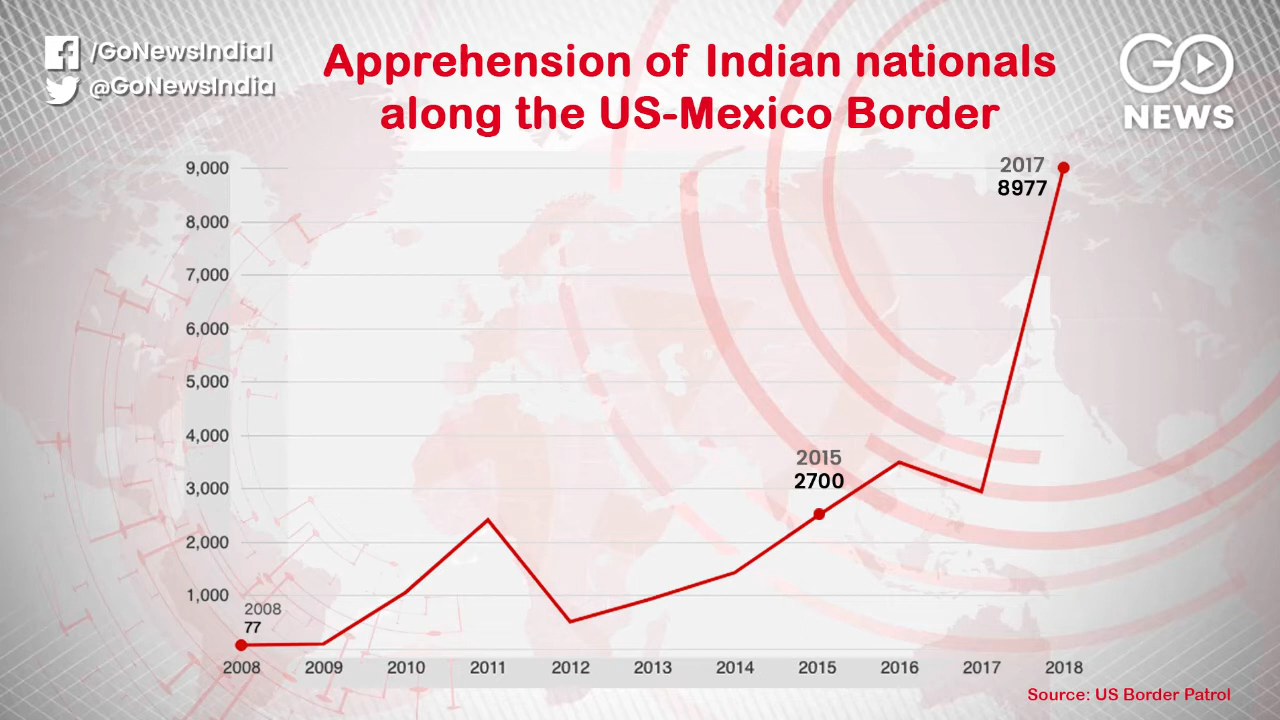 /GoNewsIndia1
@GoNewsIndia
Apprehension of Indian nationals
along the US-Mexico Border
GO
NEWS
9,000
8,000
7,000
6,000
5,000
4,000
3,000
2,000
1,000
2017
8977
2015
2700
2008
77
2008 2009 2010 2011 2012 2013 2014 2015 2016 2017 2018
Source: US Border Patrol